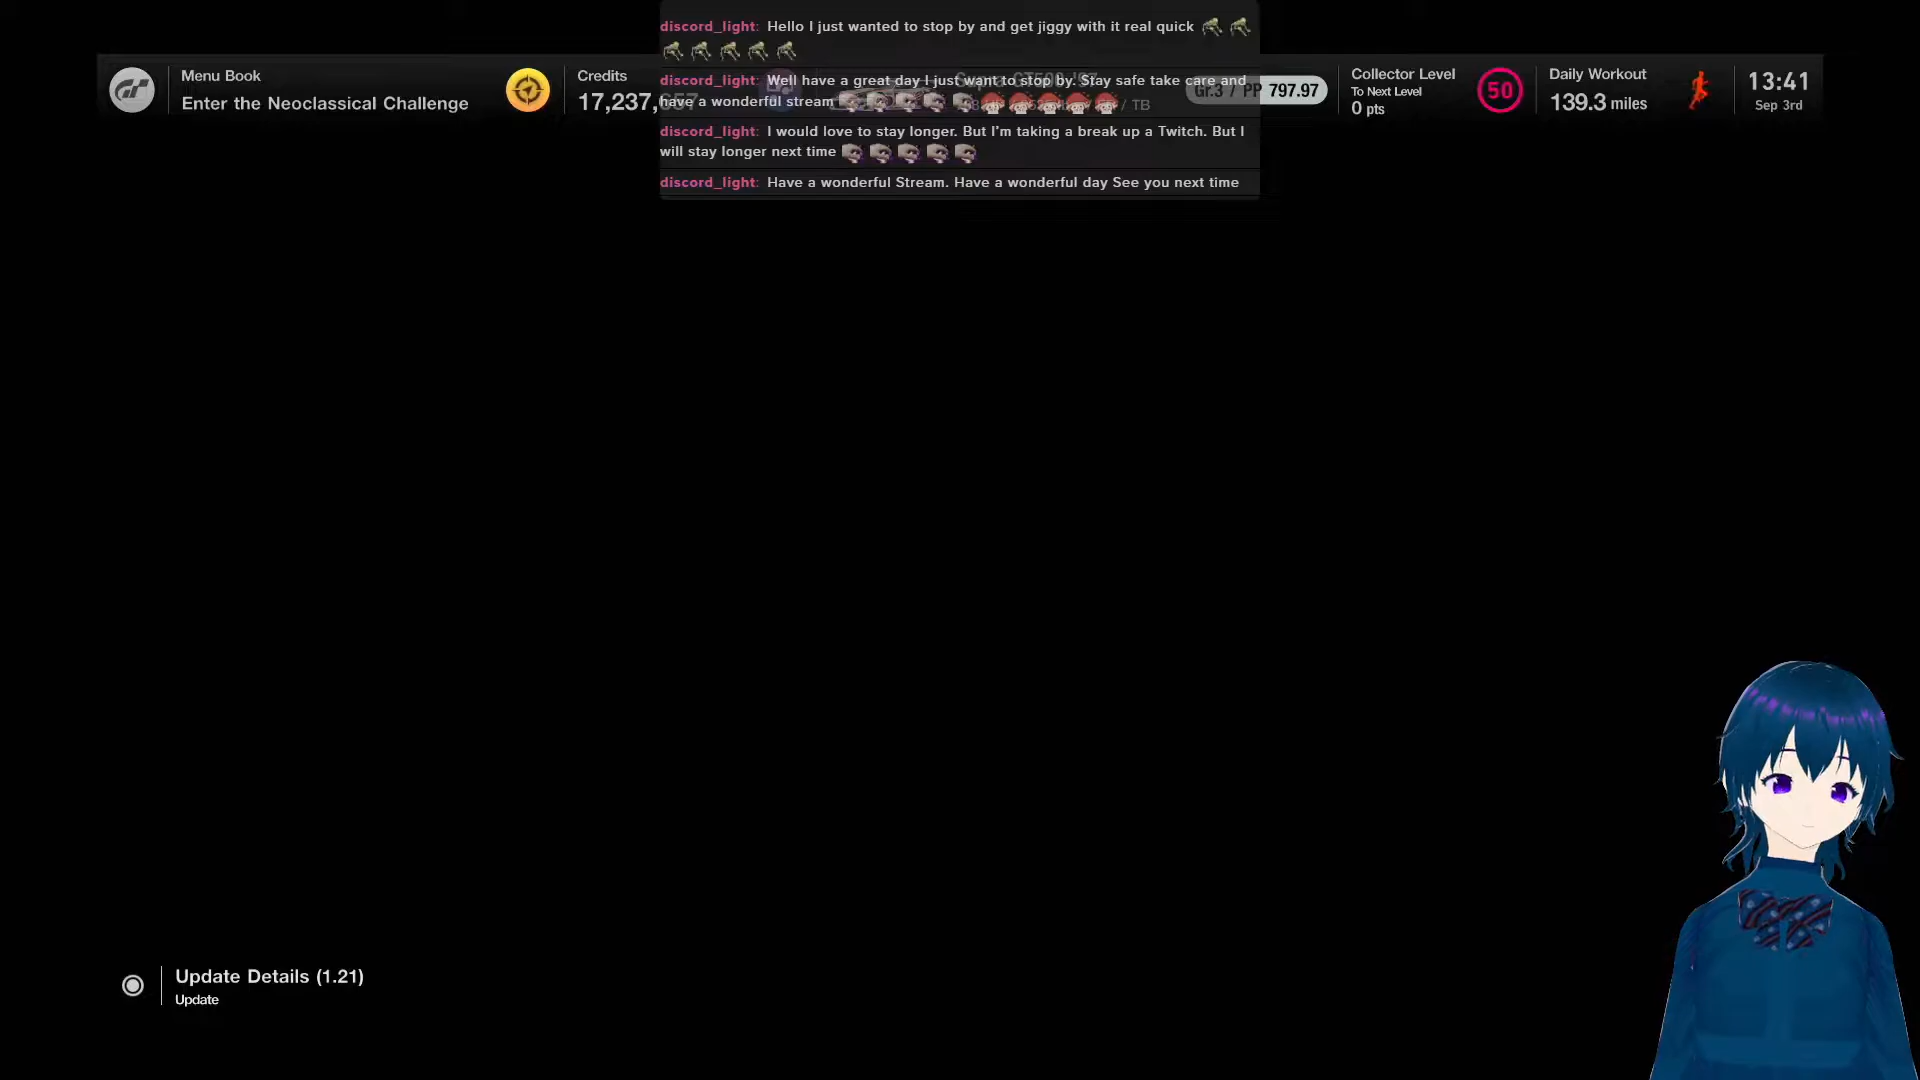 discord_light: Hello I just wanted to stop by and get jiggy with it real quick
Menu Book
Enter the Neoclassical Challenge
Credits
17,237,657
discord_light: Well have a great day I just want to stop by. Stay safe take care and
have a wonderful stream
/ TB
discord_light: I would love to stay longer. But I'm taking a break up a Twitch. But I
will stay longer next time
discord_light: Have a wonderful Stream. Have a wonderful day See you next time
Gr.3 / PP 797.97
Collector Level
To Next Level
0 pts
50
Daily Workout
139.3 miles
13:41
Sep 3rd
Update Details (1.21)
Update